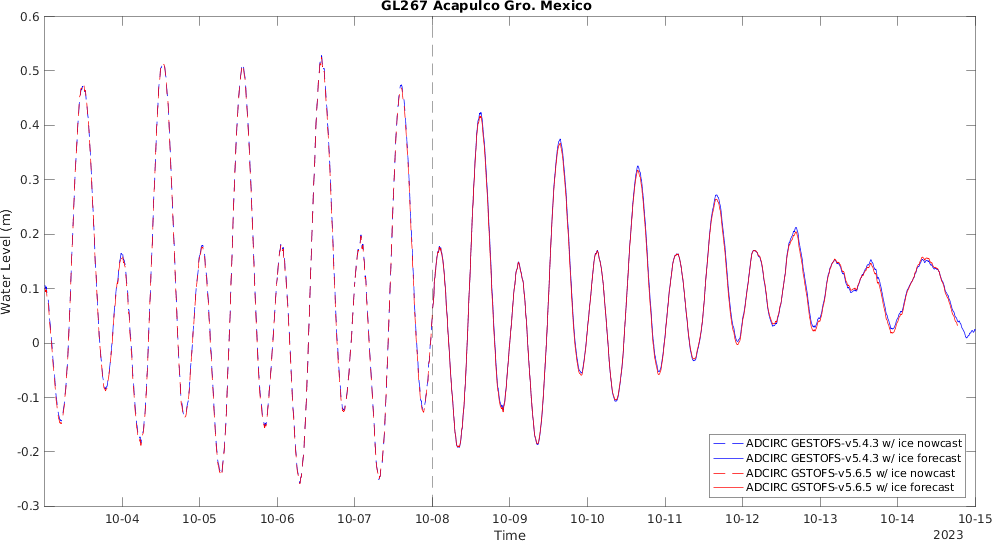 GL267 Acapulco Gro. Mexico
0.6
0.5
0.4
0.3
0.2
0.1
0
-0.1
-0.2
-0.3
Water Level (m)
10-04 10-05 10-06 10-07 10-08 10-09 10-10 10-11 10-12 10-13 10-14 10-15
2023
Time
ADCIRC GESTOFS-v5.4.3 w/ ice nowcast
ADCIRC GESTOFS-v5.4.3 w/ ice forecast
ADCIRC GSTOFS-v5.6.5 w/ ice nowcast
ADCIRC GSTOFS-v5.6.5 w/ ice forecast